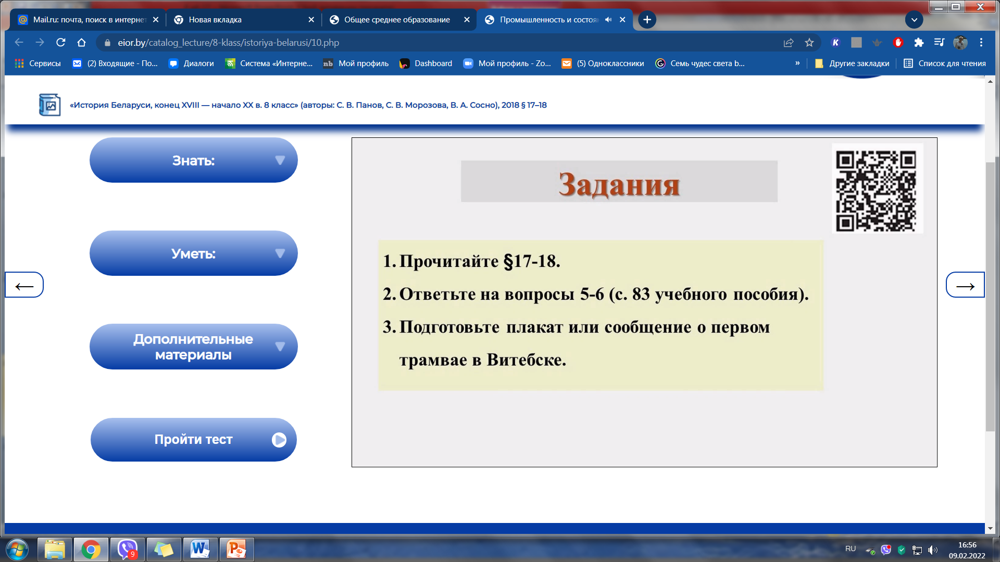 Mail.ru: почта, поиск в интернет
Новая вкладка
Общее среднее образование
Промышленность и состоян
eior.by/catalog_lecture/8-klass/istoriya-belarusi/10.php
Сервисы
(2) Входящие - По...
Диалоги
Система «Интерне...
nb Мой профиль
Dashboard
Мой профиль - Zo...
(5) Одноклассники
Семь чудес света b...
»
Другие закладки
Список для чтения
«История Беларуси, конец XVIII — начало XX в. 8 класс» (авторы: С. В. Панов, С. В. Морозова, В. А. Сосно), 2018 § 17–18
Знать:
Уметь:
Дополнительные
материалы
Пройти тест
←
→
Задания
1. Прочитайте §17-18.
2. Ответьте на вопросы 5-6 (с. 83 учебного пособия).
3. Подготовьте плакат или сообщение о первом
трамвае в Витебске.
9
RU
16:56
09.02.2022